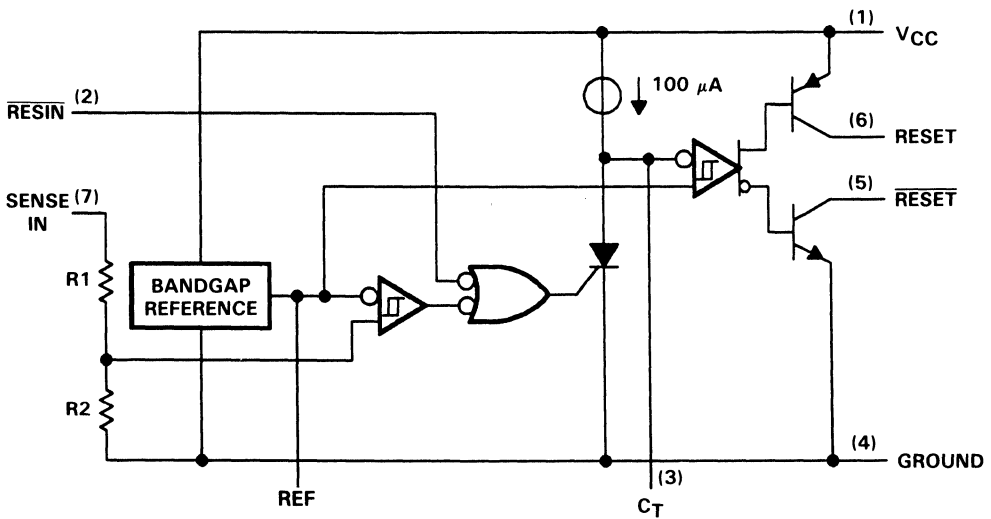 (1)
VCC
100 μA
(2)
RESIN
(6)
RESET
(7)
SENSE
IN
(5)
RESET
R1
BANDGAP
REFERENCE
R2
(4)
GROUND
REF
(3)
CT